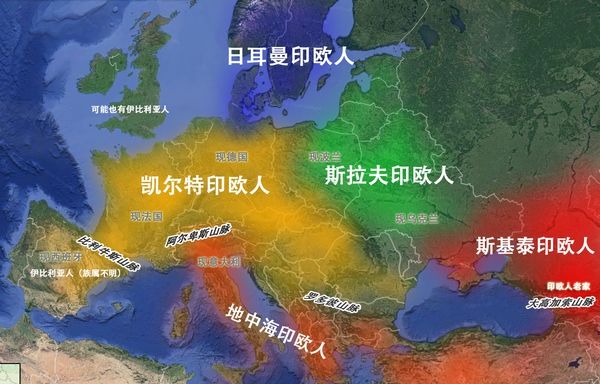 日耳曼印欧人
可能也有伊比利亚人
现德国
现波兰
凯尔特印欧人
斯拉夫印欧人
现法国
现乌克兰
阿尔卑斯山脉
斯基泰印欧人
比利牛斯山脉
现西班牙
现意大利
伊比利亚人（族属不明）
印欧人老家
罗多彼山脉
大高加索山脉
地中海印欧人